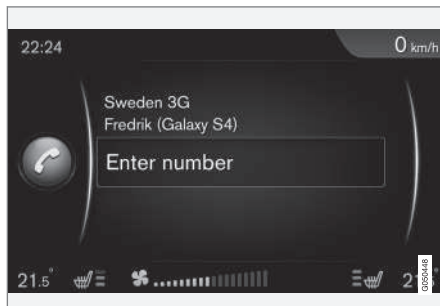 22:24
0 km/h
Sweden 3G
Fredrik (Galaxy S4)
Enter number
21.5°
G050448